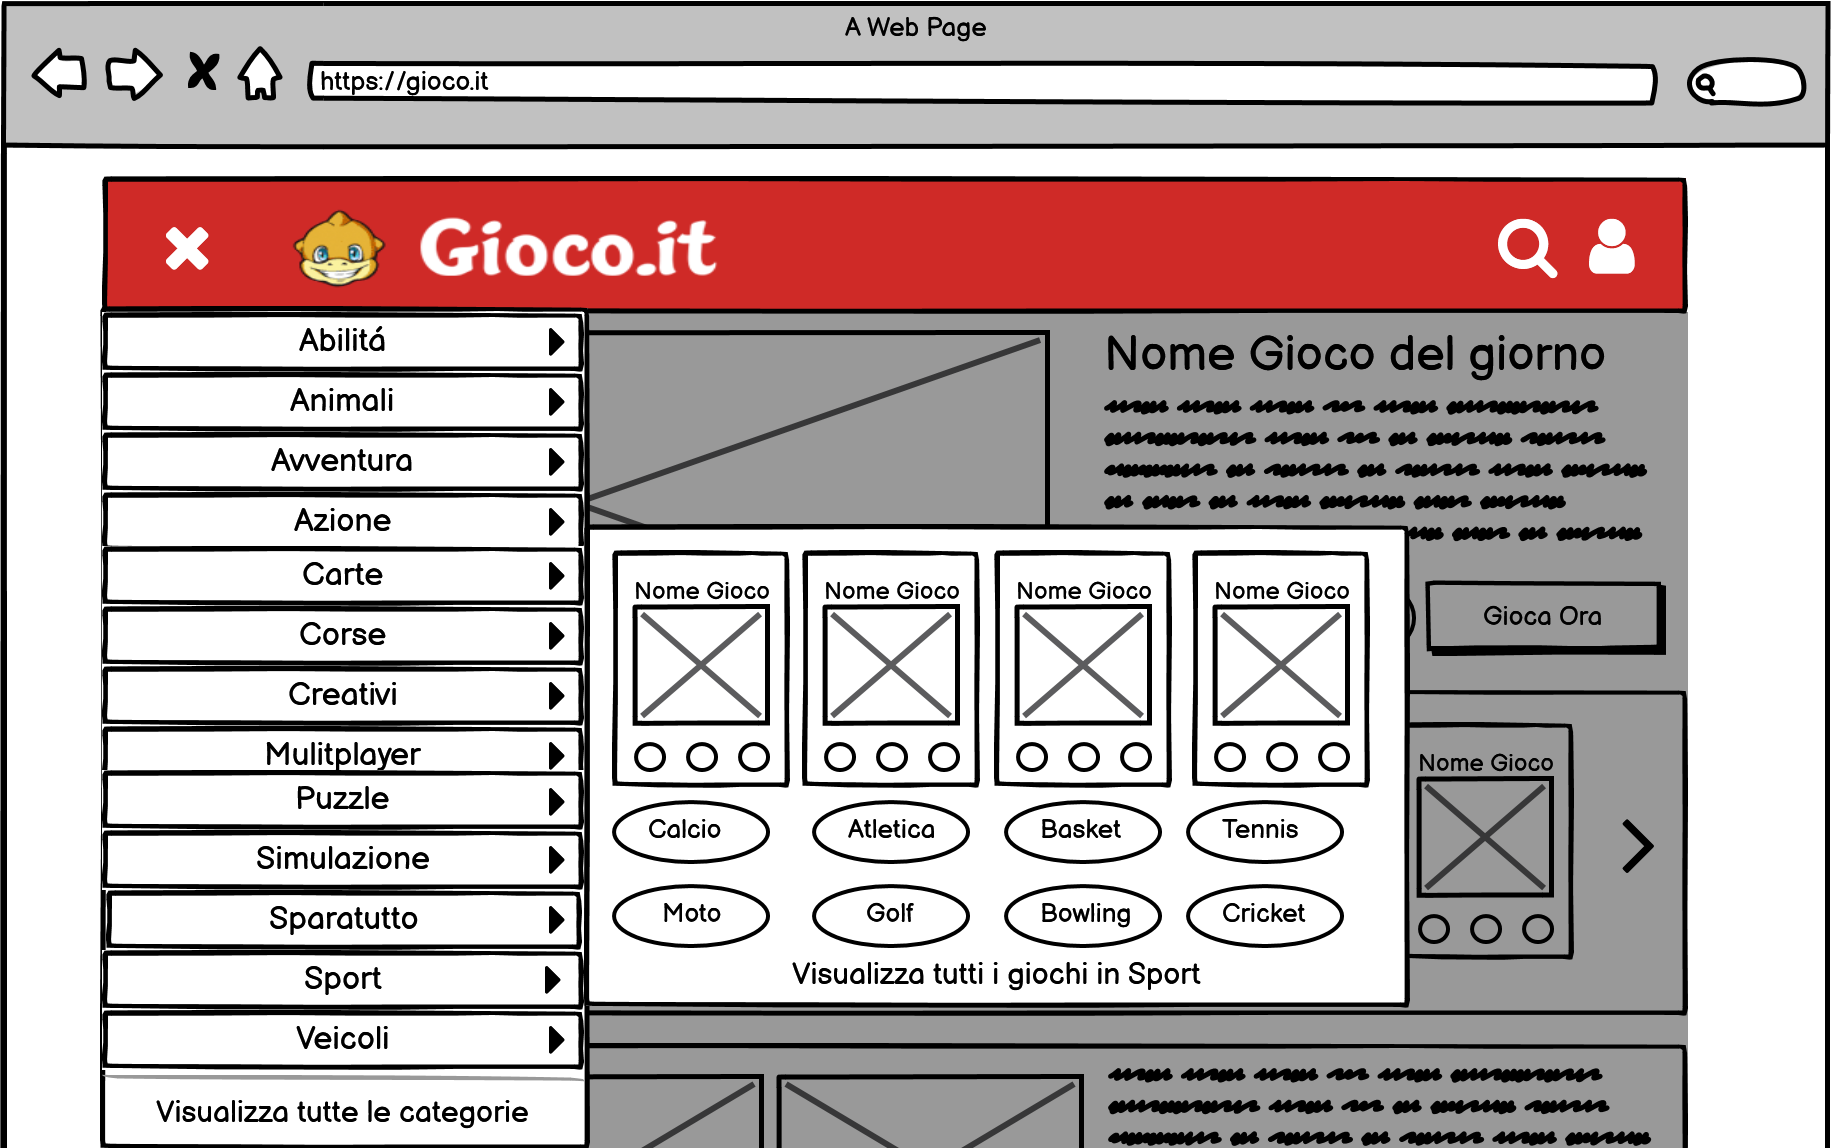 A Web Page
https://gioco.it
Gioco.it
Abilitá
Animali
Avventura
Azione
Carte
Corse
Creativi
Mulitplayer
Puzzle
Simulazione
Sparatutto
Sport
Veicoli
Visualizza tutte le categorie
Nome Gioco del giorno
Gioca Ora
Nome Gioco
Nome Gioco
Nome Gioco
Nome Gioco
Calcio
Atletica
Basket
Tennis
Moto
Golf
Bowling
Cricket
Visualizza tutti i giochi in Sport
Nome Gioco